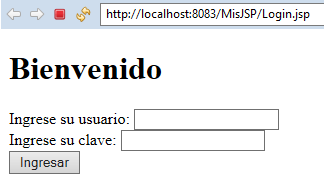 http://localhost:8083/MisJSP/Login.jsp
Bienvenido
Ingrese su usuario:
Ingrese su clave:
Ingresar